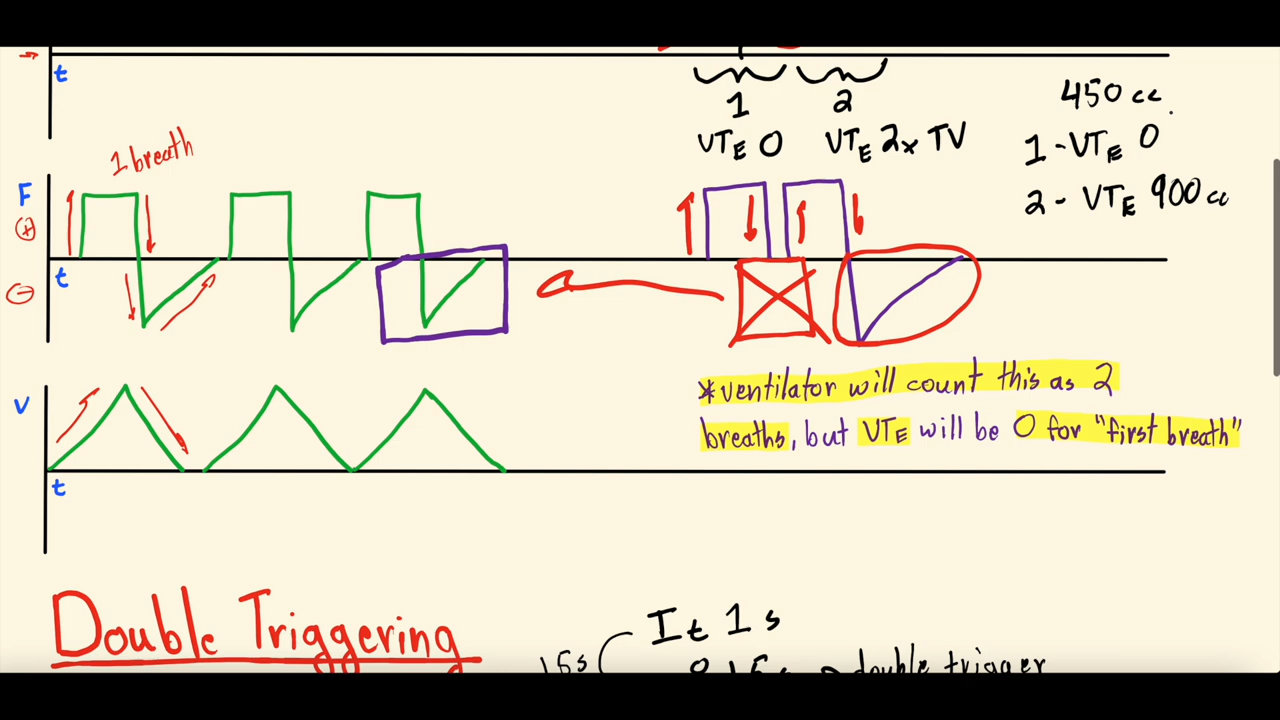 t
1 2
VTE 0 VTE 2x TV
450 cc.
1 - VTE 0
2 - VTE 900 cc
1 breath
F
+
t
-
*ventilator will count this as 2
breaths, but VTE will be 0 for "first breath"
V
t
Double Triggering
It 1s
double trigger